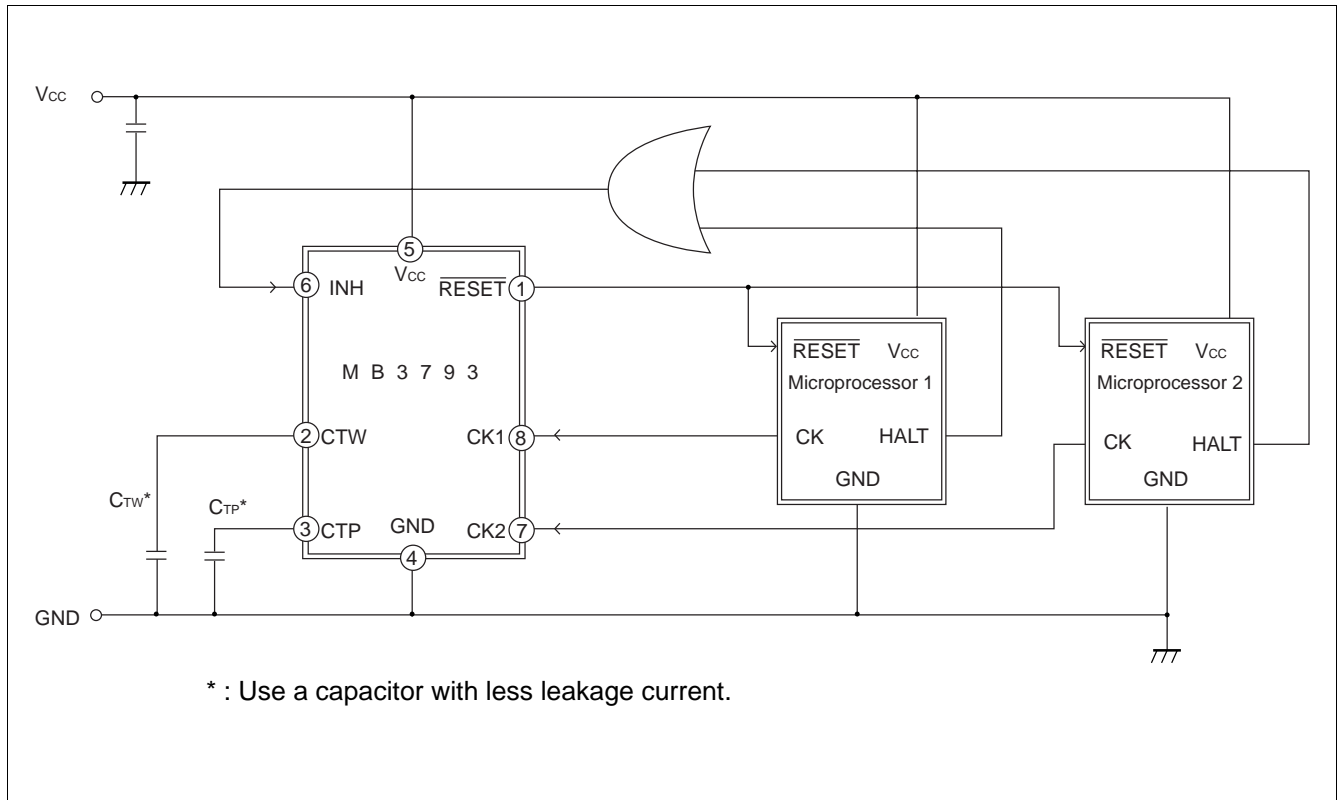 VCC
5
VCC
6 INH
RESET 1
M B 3 7 9 3
RESET VCC
Microprocessor 1
RESET VCC
Microprocessor 2
2 CTW
CK1 8
CK HALT
CK HALT
GND
GND
CTW*
CTP*
3 CTP
GND
CK2 7
4
GND
* : Use a capacitor with less leakage current.